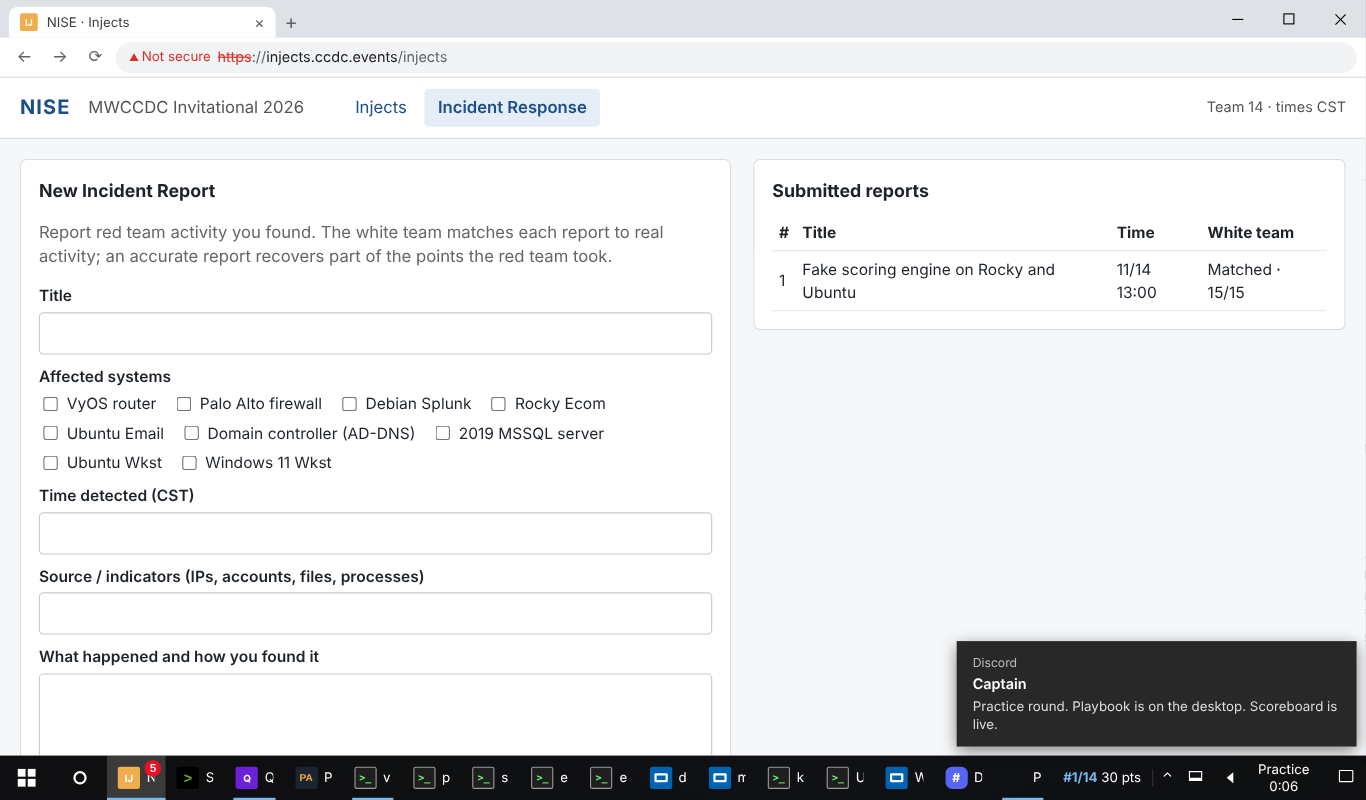 IJ NISE · Injects × +
Not secure https://injects.ccdc.events/injects
NISE MWCCDC Invitational 2026 Injects Incident Response Team 14 · times CST
New Incident Report
Report red team activity you found. The white team matches each report to real
activity; an accurate report recovers part of the points the red team took.
Title
Affected systems
VyOS router Palo Alto firewall Debian Splunk Rocky Ecom
Ubuntu Email Domain controller (AD-DNS) 2019 MSSQL server
Ubuntu Wkst Windows 11 Wkst
Time detected (CST)
Source / indicators (IPs, accounts, files, processes)
What happened and how you found it
Submitted reports
# Title Time White team
1 Fake scoring engine on Rocky and Ubuntu 11/14 13:00 Matched · 15/15
Discord
Captain
Practice round. Playbook is on the desktop. Scoreboard is
live.
IJ 5 N > S Q Q PA P >_ v >_ p >_ s >_ e >_ e d m >_ k >_ U W # D P #1/14 30 pts Practice
0:06